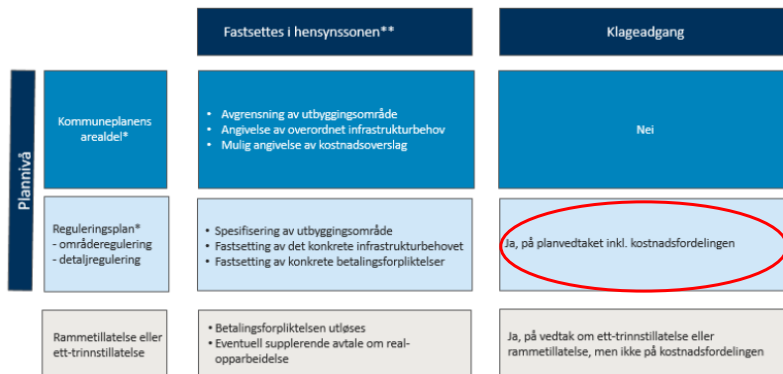 Fastsettes i hensynssonen**
Klageadgang
Plannivå
Kommuneplanens
arealdel*
• Avgrensning av utbyggingsområde
• Angivelse av overordnet infrastrukturbehov
• Mulig angivelse av kostnadsoverslag
Nei
Reguleringsplan*
- områderegulering
- detaljregulering
• Spesifisering av utbyggingsområde
• Fastsetting av det konkrete infrastrukturbehovet
• Fastsetting av konkrete betalingsforpliktelser
Ja, på planvedtaket inkl. kostnadsfordelingen
Rammetillatelse eller
ett-trinnstillatelse
• Betalingsforpliktelsen utløses
• Eventuell supplerende avtale om real-
opparbeidelse
Ja, på vedtak om ett-trinnstillatelse eller
rammetillatelse, men ikke på kostnadsfordelingen